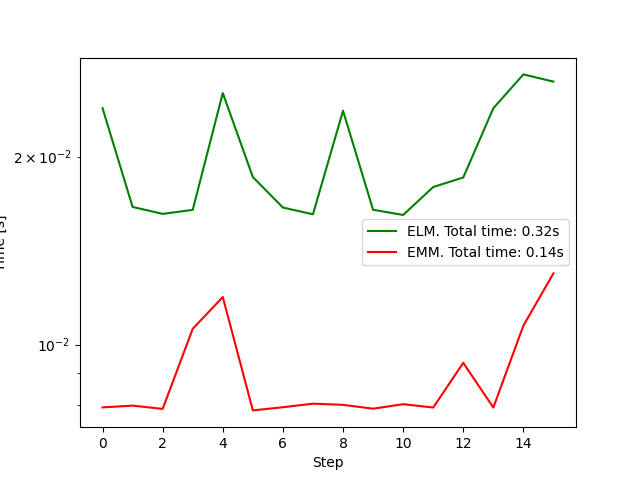 2 × 10⁻²
10⁻²
Time [s]
ELM. Total time: 0.32s
EMM. Total time: 0.14s
0 2 4 6 8 10 12 14
Step